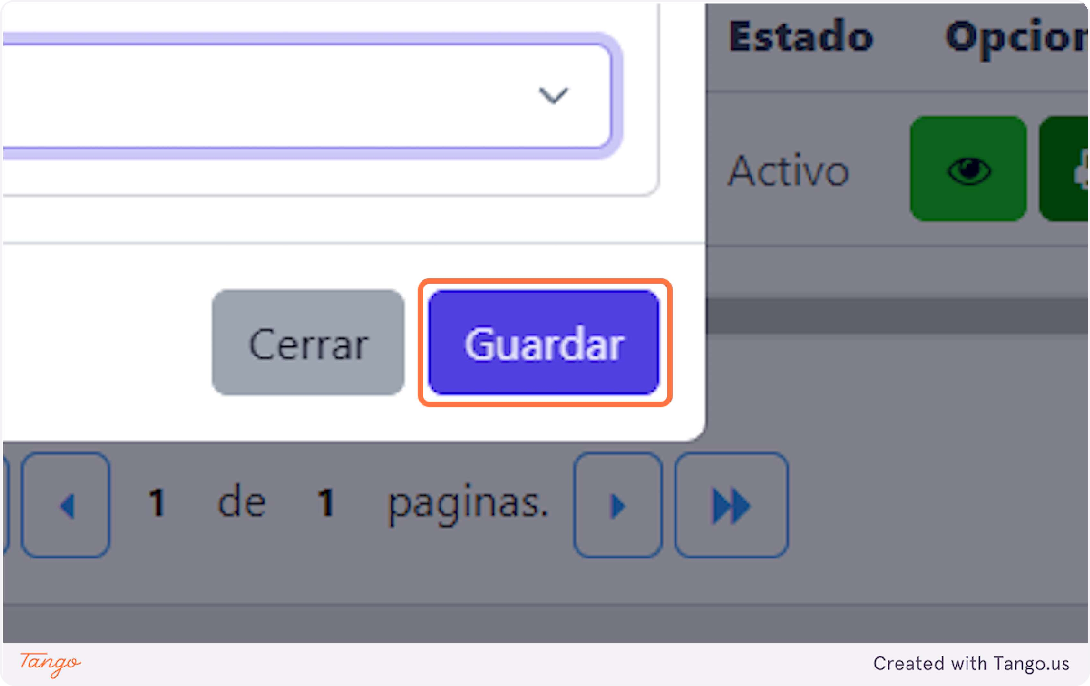 Estado
Activo
Cerrar Guardar
1 de 1 paginas.
Tango
Created with Tango.us